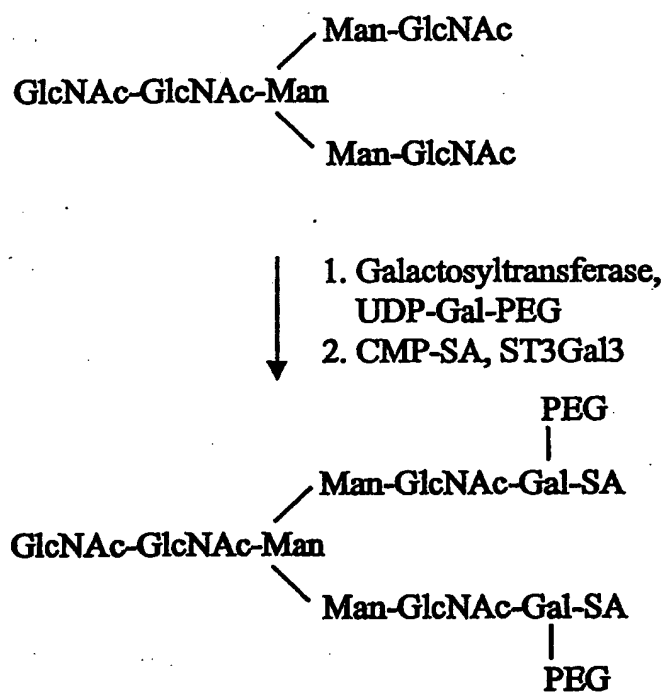 Man-GlcNAc
GlcNAc-GlcNAc-Man
Man-GlcNAc
1. Galactosyltransferase,
UDP-Gal-PEG
2. CMP-SA, ST3Gal3
PEG
Man-GlcNAc-Gal-SA
GlcNAc-GlcNAc-Man
Man-GlcNAc-Gal-SA
PEG